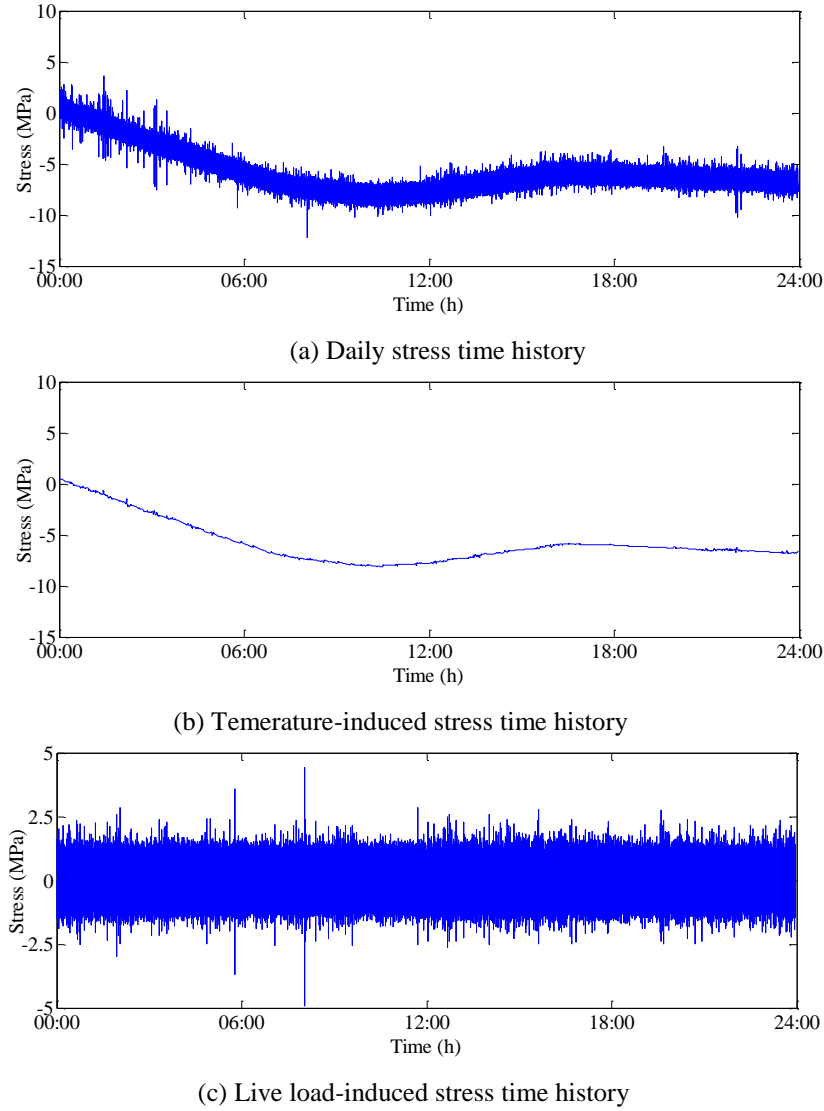 10
5
0
-5
-10
-15
Stress (MPa)
00:00 06:00 12:00 18:00 24:00
Time (h)
(a) Daily stress time history
10
5
0
-5
-10
-15
Stress (MPa)
00:00 06:00 12:00 18:00 24:00
Time (h)
(b) Temerature-induced stress time history
5
2.5
0
-2.5
-5
Stress (MPa)
00:00 06:00 12:00 18:00 24:00
Time (h)
(c) Live load-induced stress time history